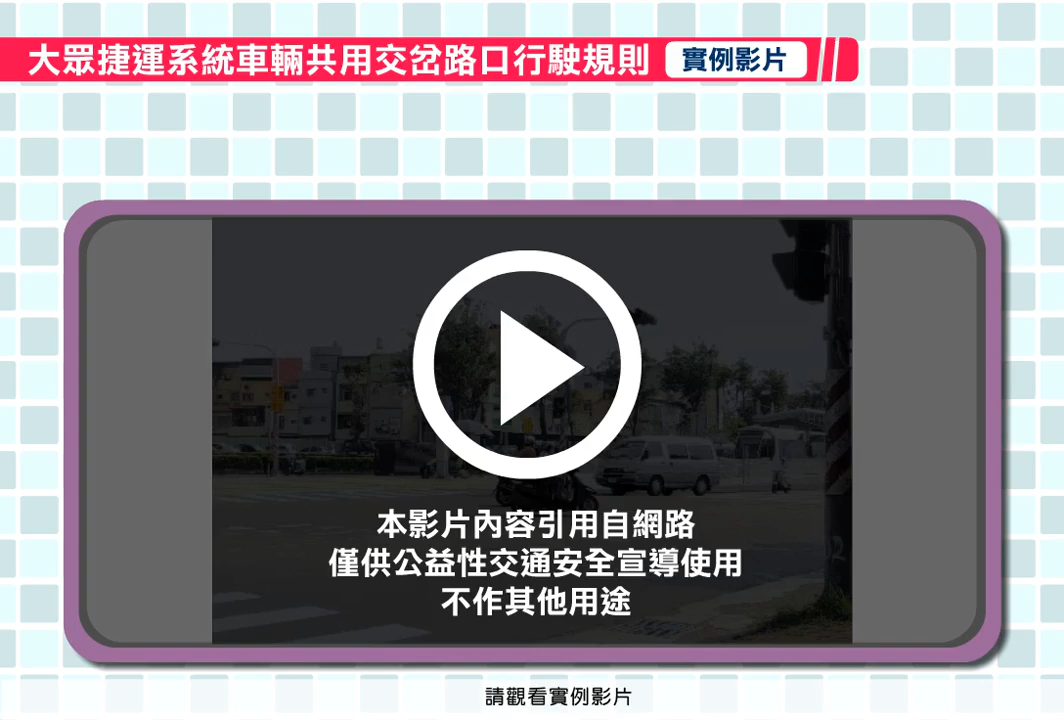 大眾捷運系統車輛共用交岔路口行駛規則 實例影片
本影片內容引用自網路
僅供公益性交通安全宣導使用
不作其他用途
請觀看實例影片